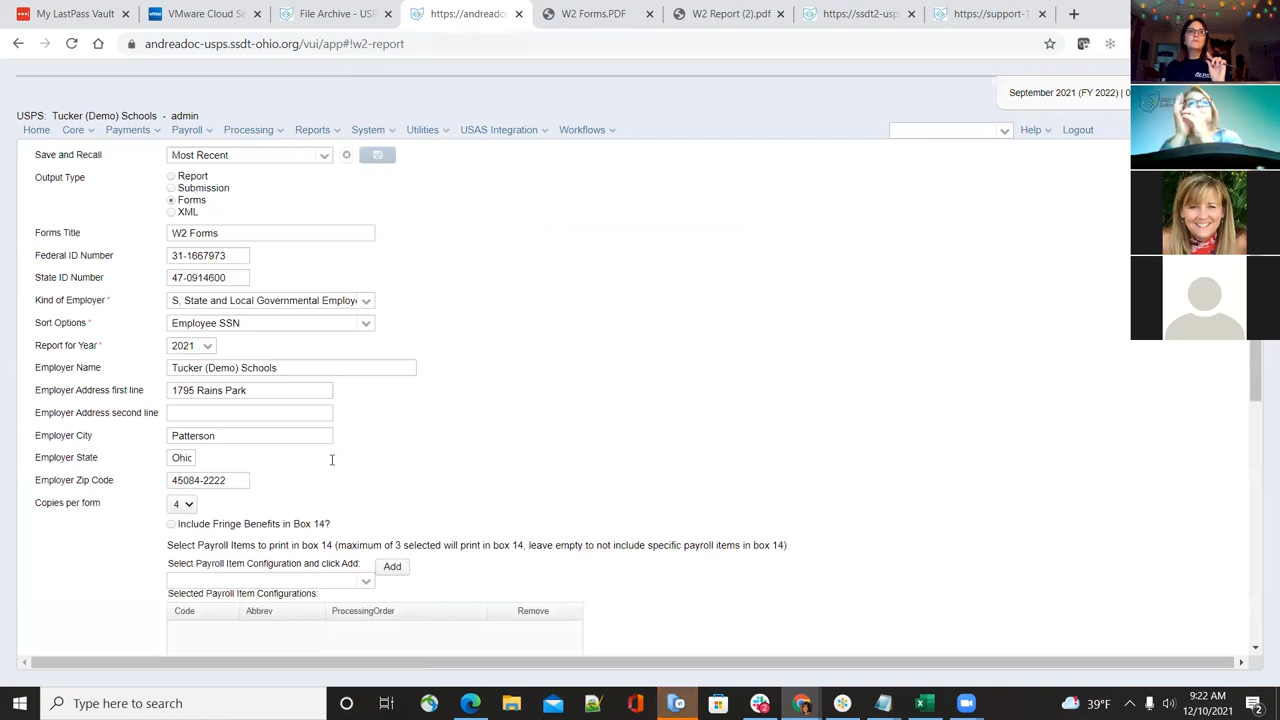 My LastPass Vault
VMware Cloud Se
File Archive - USPS
https://andreadoc
W2 Forms.PDF
W2 Report (2).pdf
https://ssdt2-usps
https://support-1
andreadoc-usps.ssdt-ohio.org/vui/app#!w2-report
September 2021 (FY 2022) | 0
USPS: Tucker (Demo) Schools - admin
Home Core Payments Payroll Processing Reports System Utilities USAS Integration Workflows Help Logout
Save and Recall Most Recent
Output Type Report
Submission
Forms
XML
Forms Title W2 Forms
Federal ID Number 31-1667973
State ID Number 47-0914600
Kind of Employer * S, State and Local Governmental Employ
Sort Options * Employee SSN
Report for Year * 2021
Employer Name Tucker (Demo) Schools
Employer Address first line 1795 Rains Park
Employer Address second line
Employer City Patterson
Employer State Ohic
Employer Zip Code 45084-2222
Copies per form 4
Include Fringe Benefits in Box 14?
Select Payroll Items to print in box 14 (maximum of 3 selected will print in box 14, leave empty to not include specific payroll items in box 14)
Select Payroll Item Configuration and click Add: Add
Selected Payroll Item Configurations:
Code Abbrev ProcessingOrder Remove
Type here to search
39°F
9:22 AM
12/10/2021
2